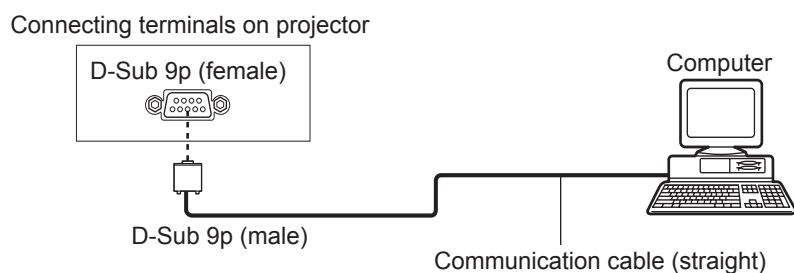 Connecting terminals on projector
D-Sub 9p (female)
Computer
D-Sub 9p (male)
Communication cable (straight)